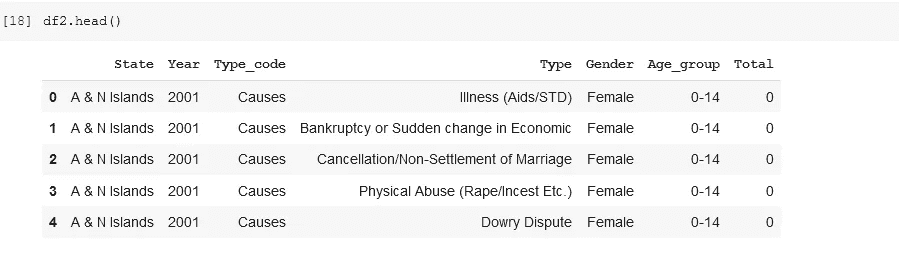 [18] df2.head()
State Year Type_code Type Gender Age_group Total
0 A & N Islands 2001 Causes Illness (Aids/STD) Female 0-14 0
1 A & N Islands 2001 Causes Bankruptcy or Sudden change in Economic Female 0-14 0
2 A & N Islands 2001 Causes Cancellation/Non-Settlement of Marriage Female 0-14 0
3 A & N Islands 2001 Causes Physical Abuse (Rape/Incest Etc.) Female 0-14 0
4 A & N Islands 2001 Causes Dowry Dispute Female 0-14 0